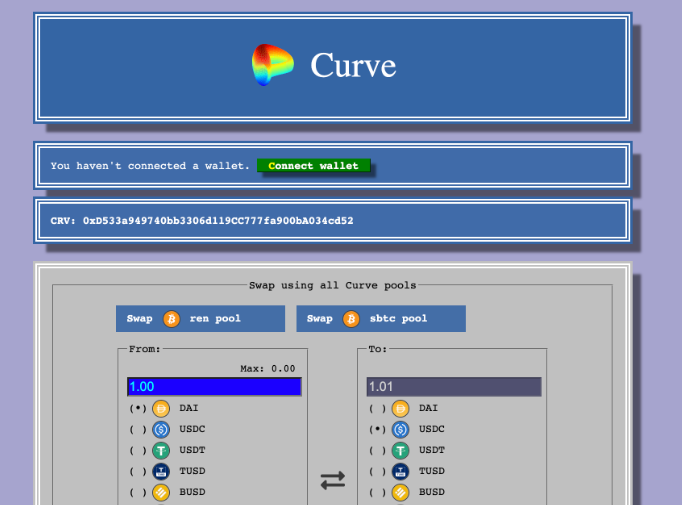 Curve
You haven't connected a wallet. Connect wallet
CRV: 0xD533a949740bb3306d119CC777fa900bA034cd52
Swap using all Curve pools
Swap ren pool Swap sbtc pool
From: To:
Max: 0.00
1.00 1.01
(•) DAI ( ) DAI
( ) USDC (•) USDC
( ) USDT ( ) USDT
( ) TUSD ( ) TUSD
( ) BUSD ( ) BUSD